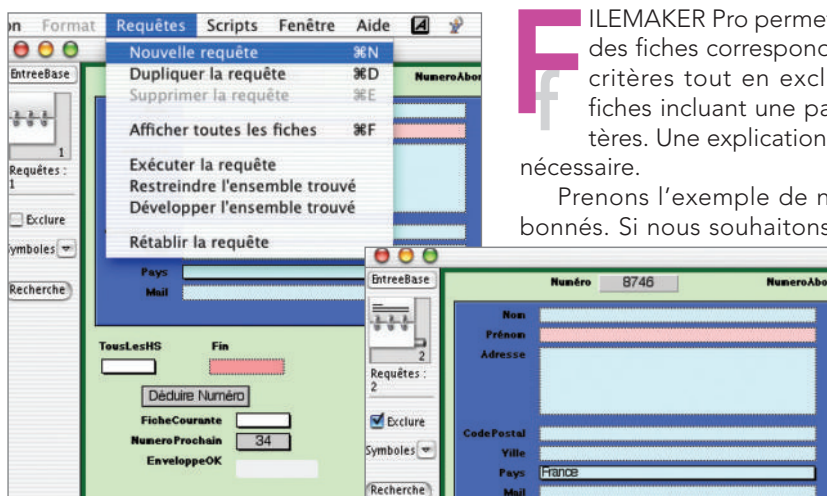 on Format Requêtes Scripts Fenêtre Aide
Nouvelle requête ⌘N
Dupliquer la requête ⌘D
Supprimer la requête ⌘E
Afficher toutes les fiches ⌘F
Exécuter la requête
Restreindre l'ensemble trouvé
Développer l'ensemble trouvé
Rétablir la requête
EntreeBase
1
Requêtes :
1
Exclure
ymboles
Recherche
NumeroAbor
Pays
Mail
TousLesHS Fin
Déduire Numéro
FicheCourante
NumeroProchain 34
EnveloppeOK
FILEMAKER Pro perme
des fiches correspond
critères tout en excl
fiches incluant une pa
tères. Une explication
nécessaire.
Prenons l'exemple de n
bonnés. Si nous souhaitons
EntreeBase
2
Requêtes :
2
Exclure
Symboles
Recherche
Numéro 8746 NumeroAbo
Nom
Prénom
Adresse
CodePostal
Ville
Pays France
Mail